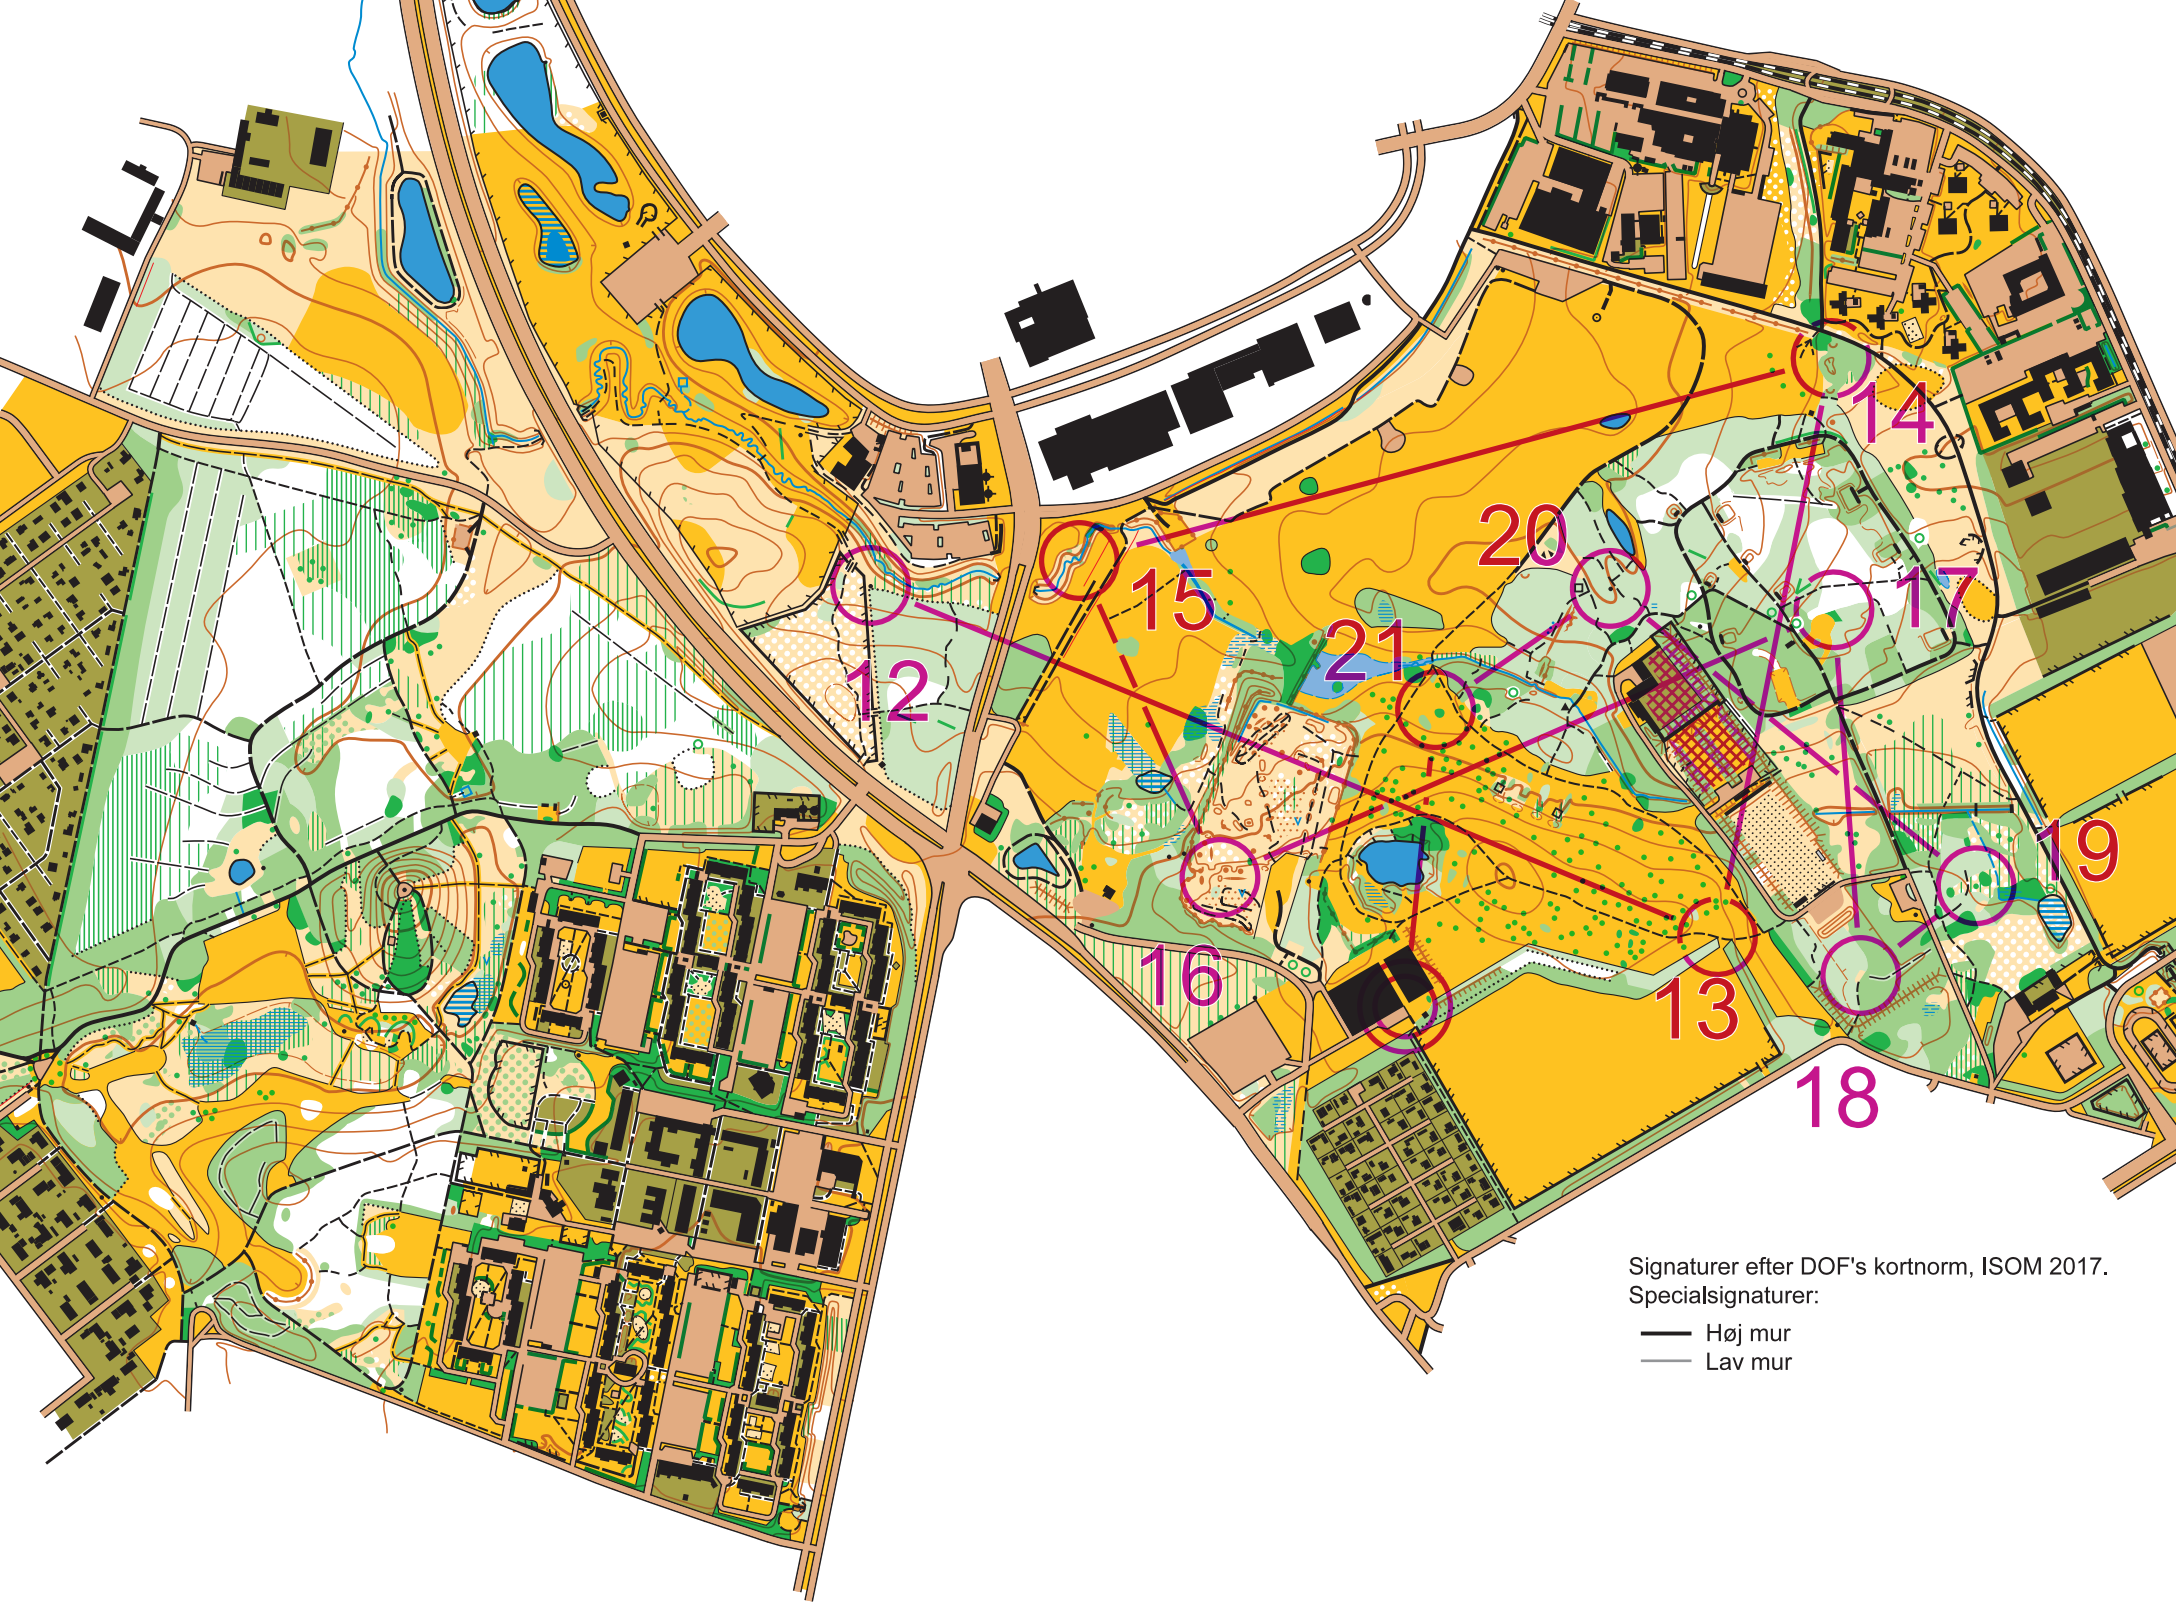 14
20
15
17
21
12
19
16
13
18
Signaturer efter DOF's kortnorm, ISOM 2017.
Specialsignaturer:
Høj mur
Lav mur